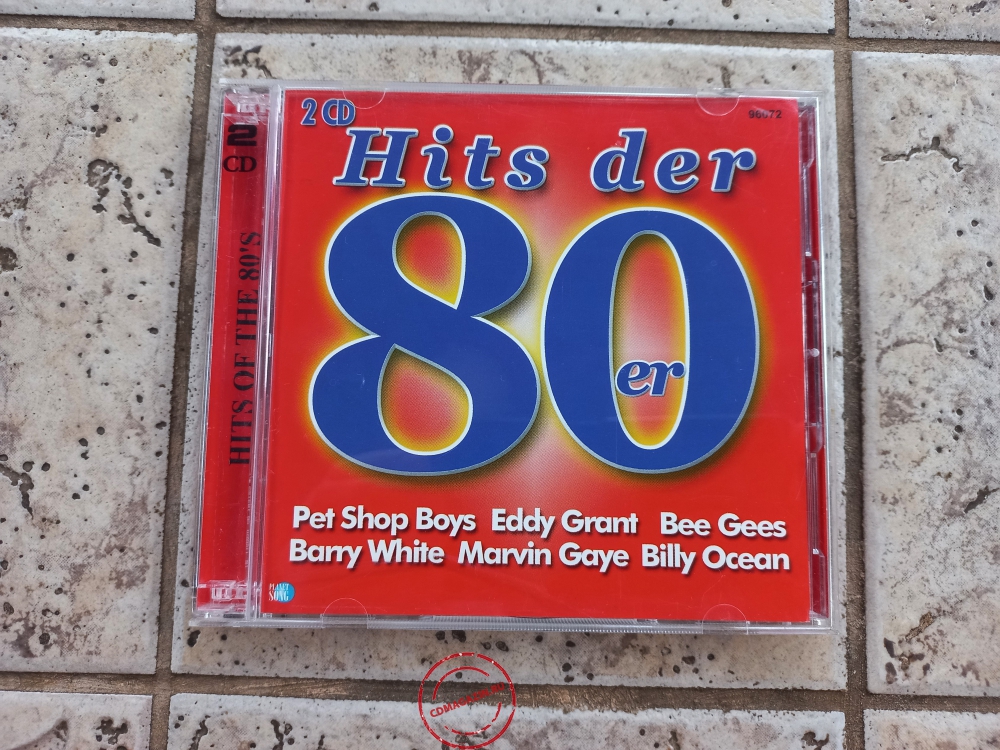 2 CD
Hits der
80er
Pet Shop Boys Eddy Grant Bee Gees
Barry White Marvin Gaye Billy Ocean
PLANET
SONG
2
CD
HITS OF THE 80'S